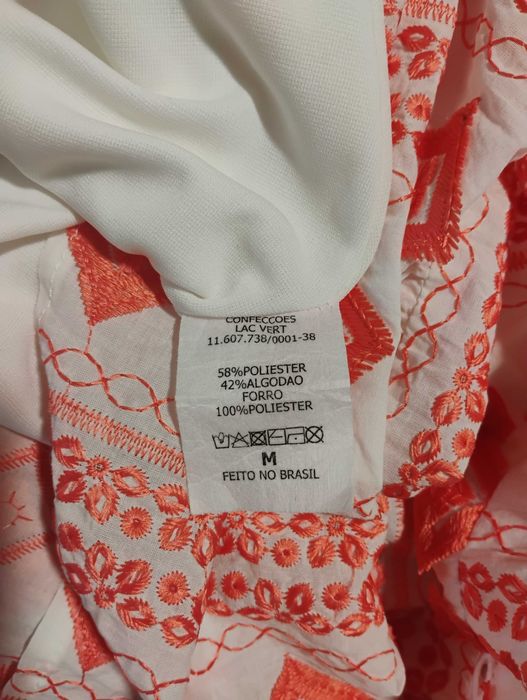 CONFECCOES
LAC VERT
11.607.738/0001-38
58%POLIESTER
42%ALGODAO
FORRO
100%POLIESTER
M
FEITO NO BRASIL